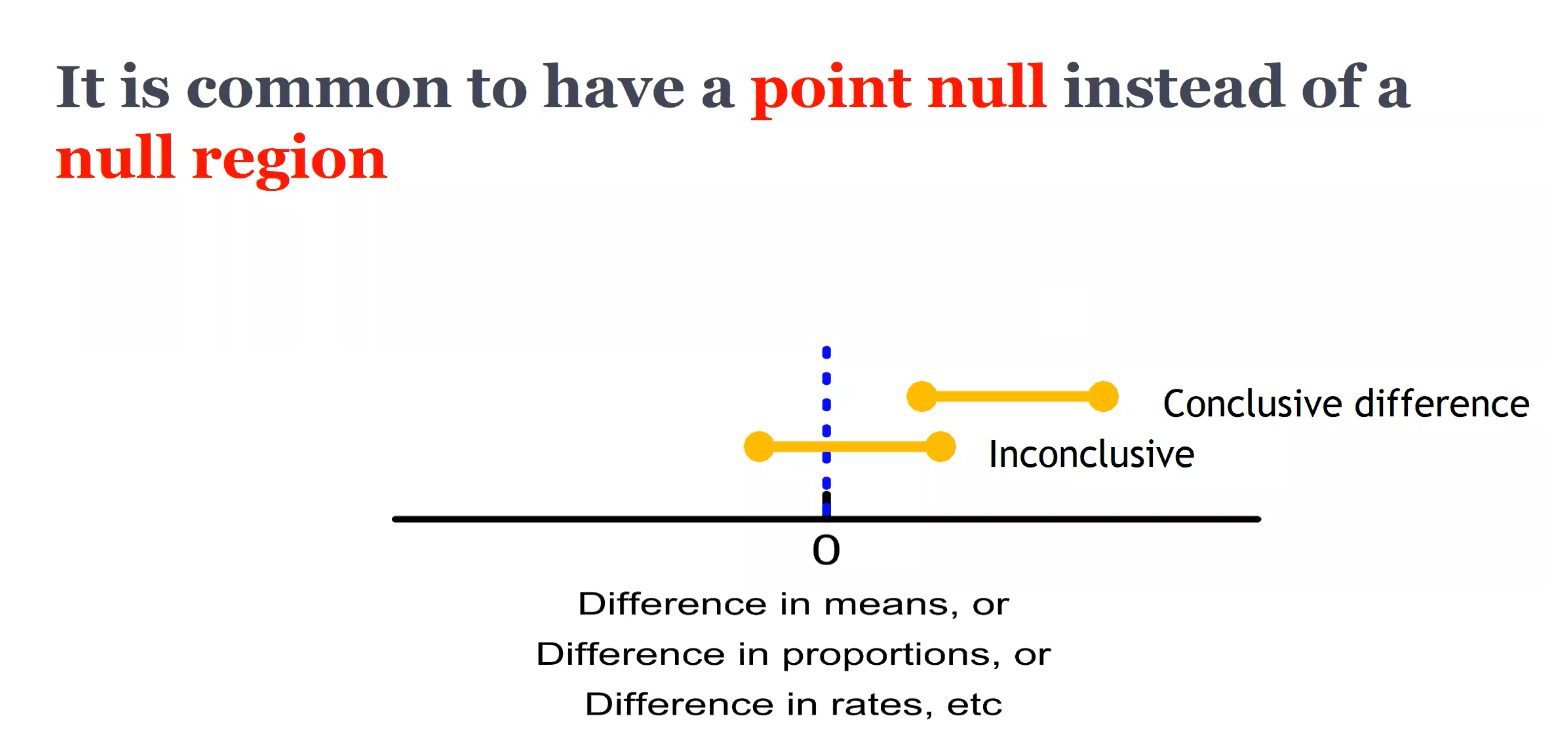 It is common to have a point null instead of a
null region
Conclusive difference
Inconclusive
0
Difference in means, or
Difference in proportions, or
Difference in rates, etc